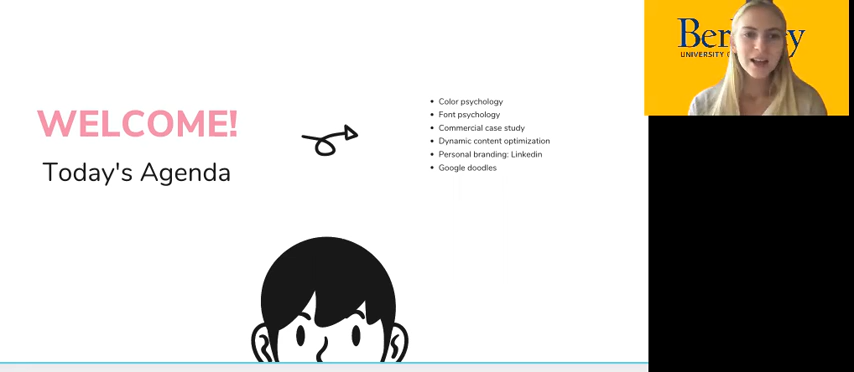 WELCOME!
Today's Agenda
• Color psychology
• Font psychology
• Commercial case study
• Dynamic content optimization
• Personal branding: Linkedin
• Google doodles
UNIVERSITY